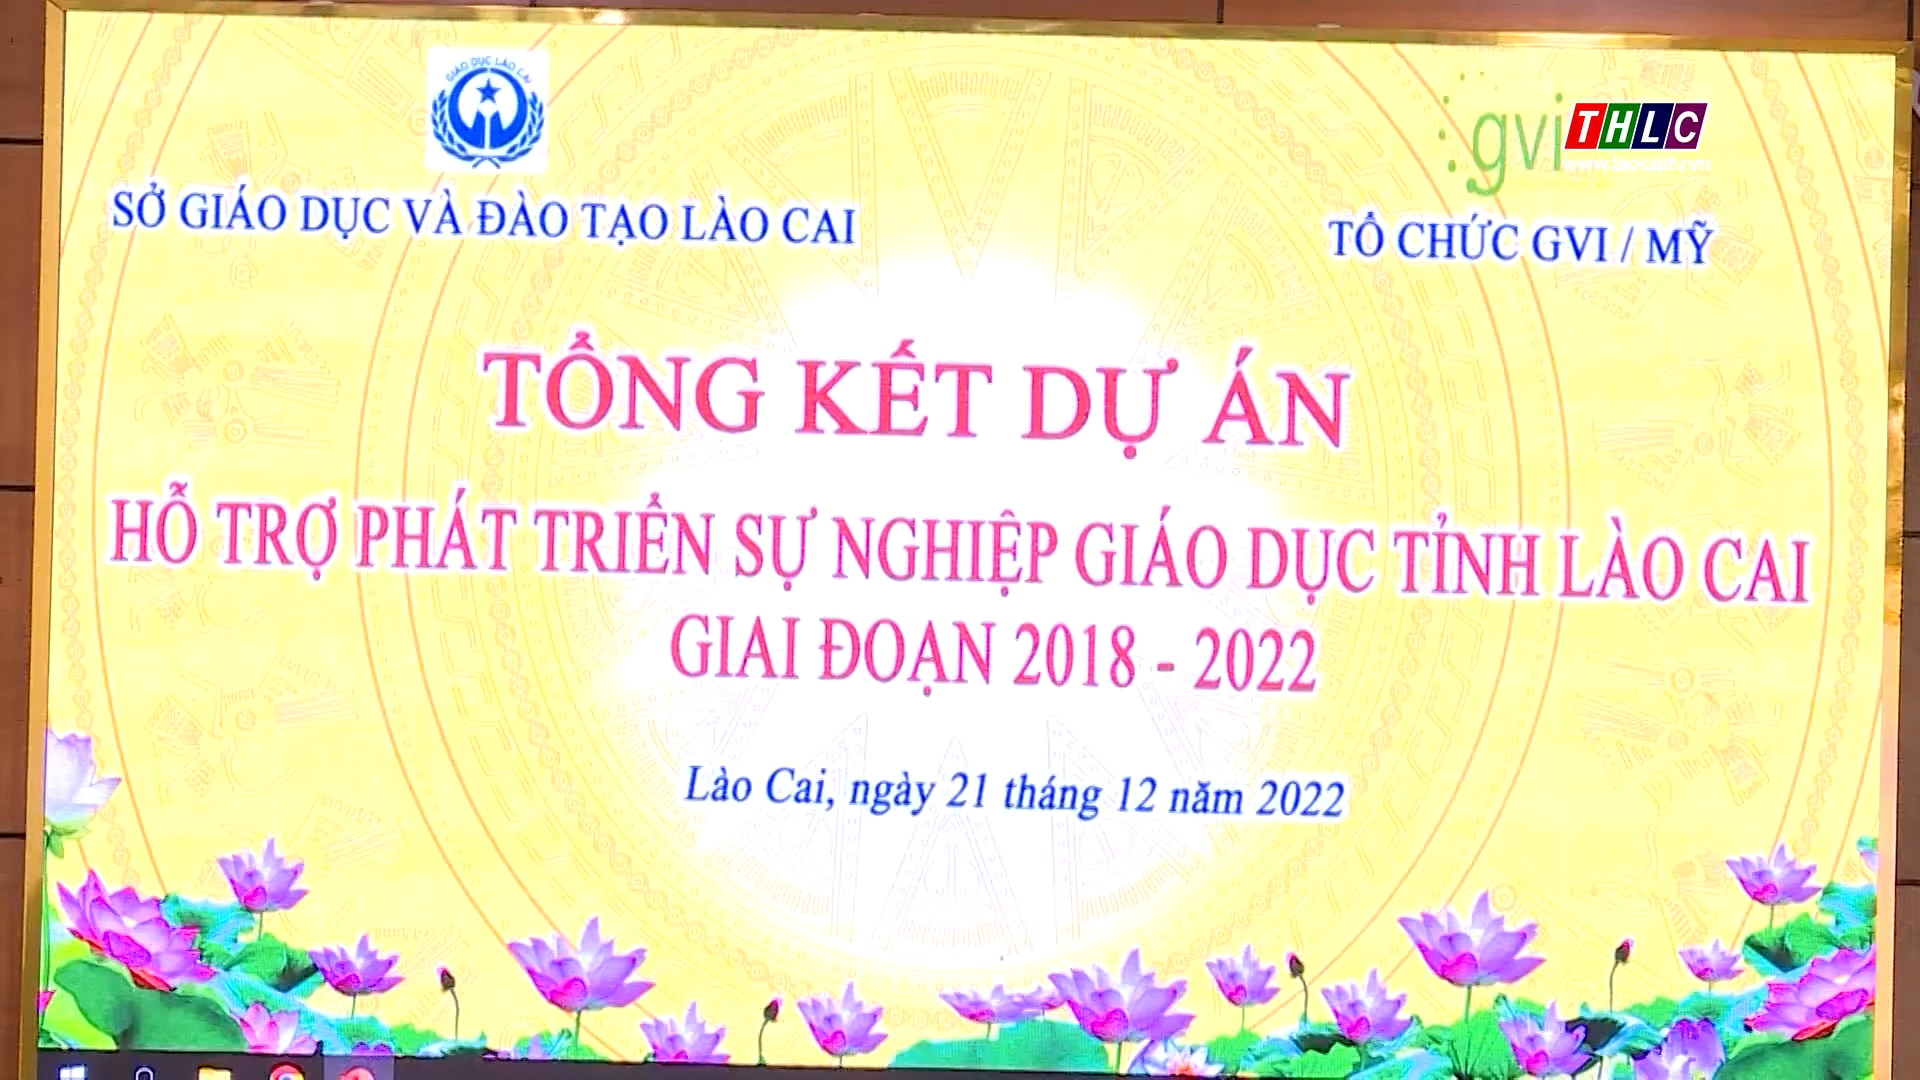 GIÁO DỤC LÀO CAI
gvi
THLC
SỞ GIÁO DỤC VÀ ĐÀO TẠO LÀO CAI
TỔ CHỨC GVI / MỸ
TỔNG KẾT DỰ ÁN
HỖ TRỢ PHÁT TRIỂN SỰ NGHIỆP GIÁO DỤC TỈNH LÀO CAI
GIAI ĐOẠN 2018 - 2022
Lào Cai, ngày 21 tháng 12 năm 2022